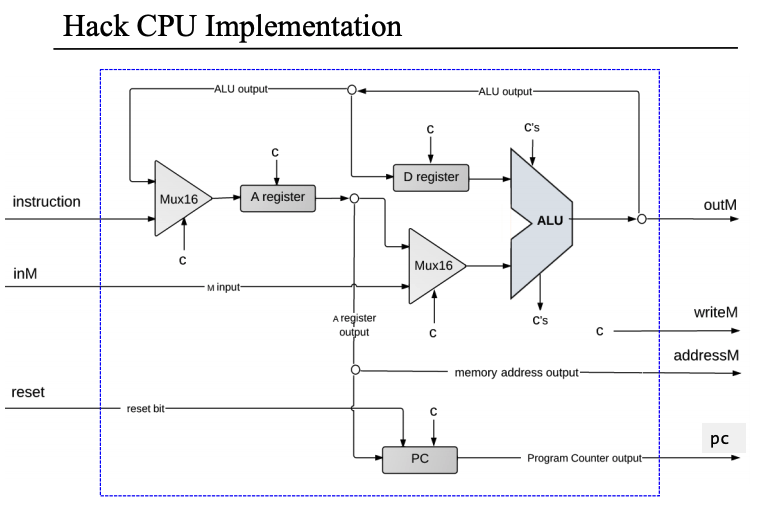 Hack CPU Implementation
ALU output
ALU output
c
c
c's
Mux16
A register
D register
ALU
instruction
outM
c
Mux16
inM
M input
A register
output
c
c's
c
writeM
addressM
memory address output
reset
reset bit
c
PC
Program Counter output
pc